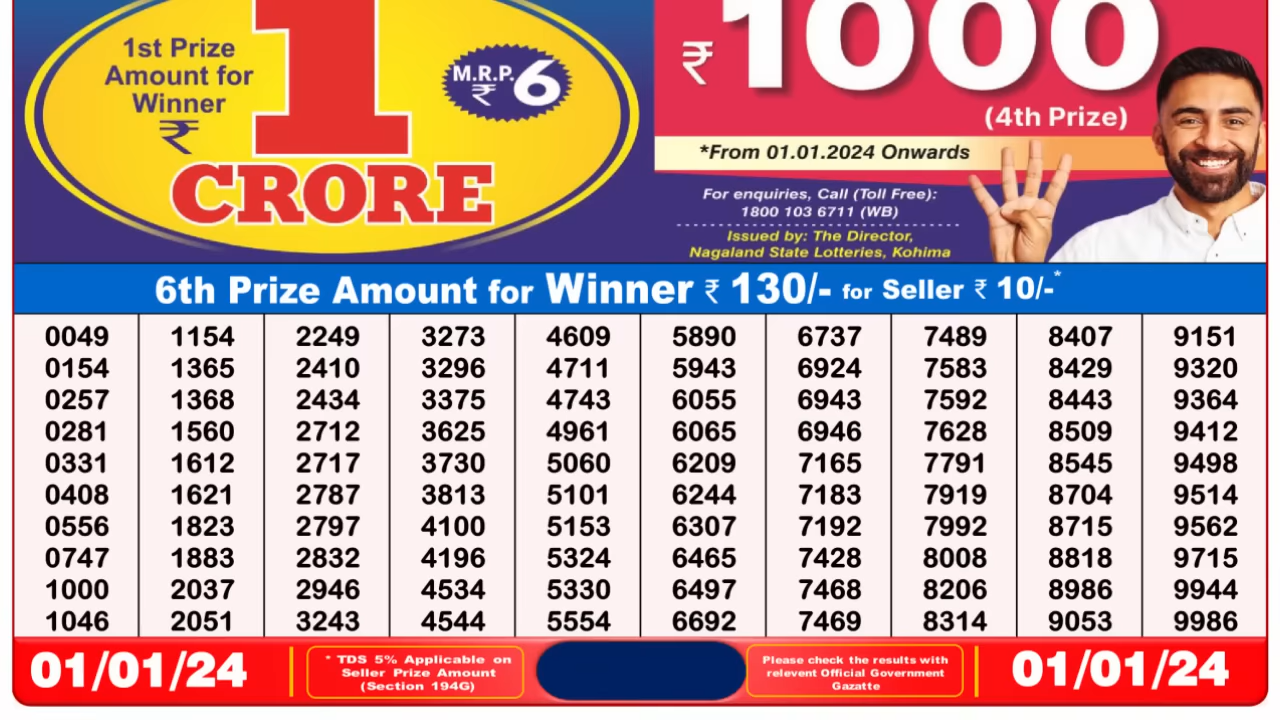 1st Prize
Amount for
Winner
₹
1
CRORE
M.R.P.
₹ 6
₹ 1000
(4th Prize)
*From 01.01.2024 Onwards
For enquiries, Call (Toll Free):
1800 103 6711 (WB)
Issued by: The Director,
Nagaland State Lotteries, Kohima
6th Prize Amount for Winner ₹ 130/- for Seller ₹ 10/-*
0049 1154 2249 3273 4609 5890 6737 7489 8407 9151
0154 1365 2410 3296 4711 5943 6924 7583 8429 9320
0257 1368 2434 3375 4743 6055 6943 7592 8443 9364
0281 1560 2712 3625 4961 6065 6946 7628 8509 9412
0331 1612 2717 3730 5060 6209 7165 7791 8545 9498
0408 1621 2787 3813 5101 6244 7183 7919 8704 9514
0556 1823 2797 4100 5153 6307 7192 7992 8715 9562
0747 1883 2832 4196 5324 6465 7428 8008 8818 9715
1000 2037 2946 4534 5330 6497 7468 8206 8986 9944
1046 2051 3243 4544 5554 6692 7469 8314 9053 9986
01/01/24
* TDS 5% Applicable on
Seller Prize Amount
(Section 194G)
Please check the results with
relevent Official Government
Gazatte
01/01/24